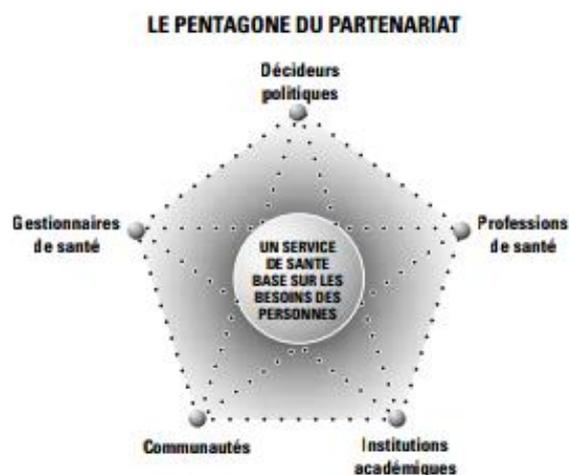 LE PENTAGONE DU PARTENARIAT
Décideurs
politiques
Gestionnaires
de santé
Professions
de santé
UN SERVICE
DE SANTE
BASE SUR LES
BESOINS DES
PERSONNES
Communautés
Institutions
académiques